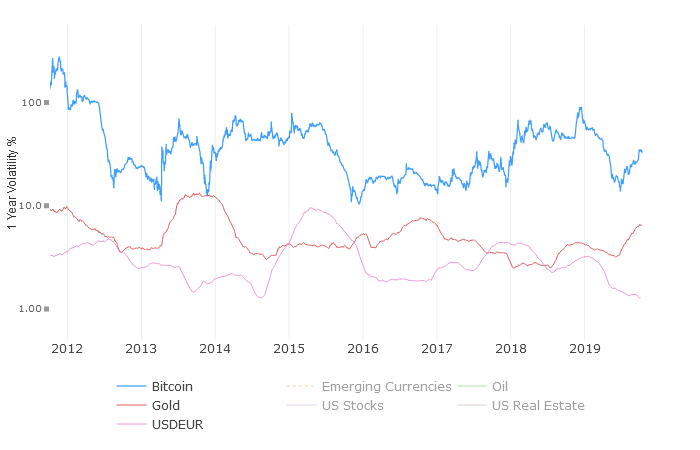 1 Year Volatility %
100
10.0
1.00
2012 2013 2014 2015 2016 2017 2018 2019
Bitcoin Emerging Currencies Oil
Gold US Stocks US Real Estate
USDEUR